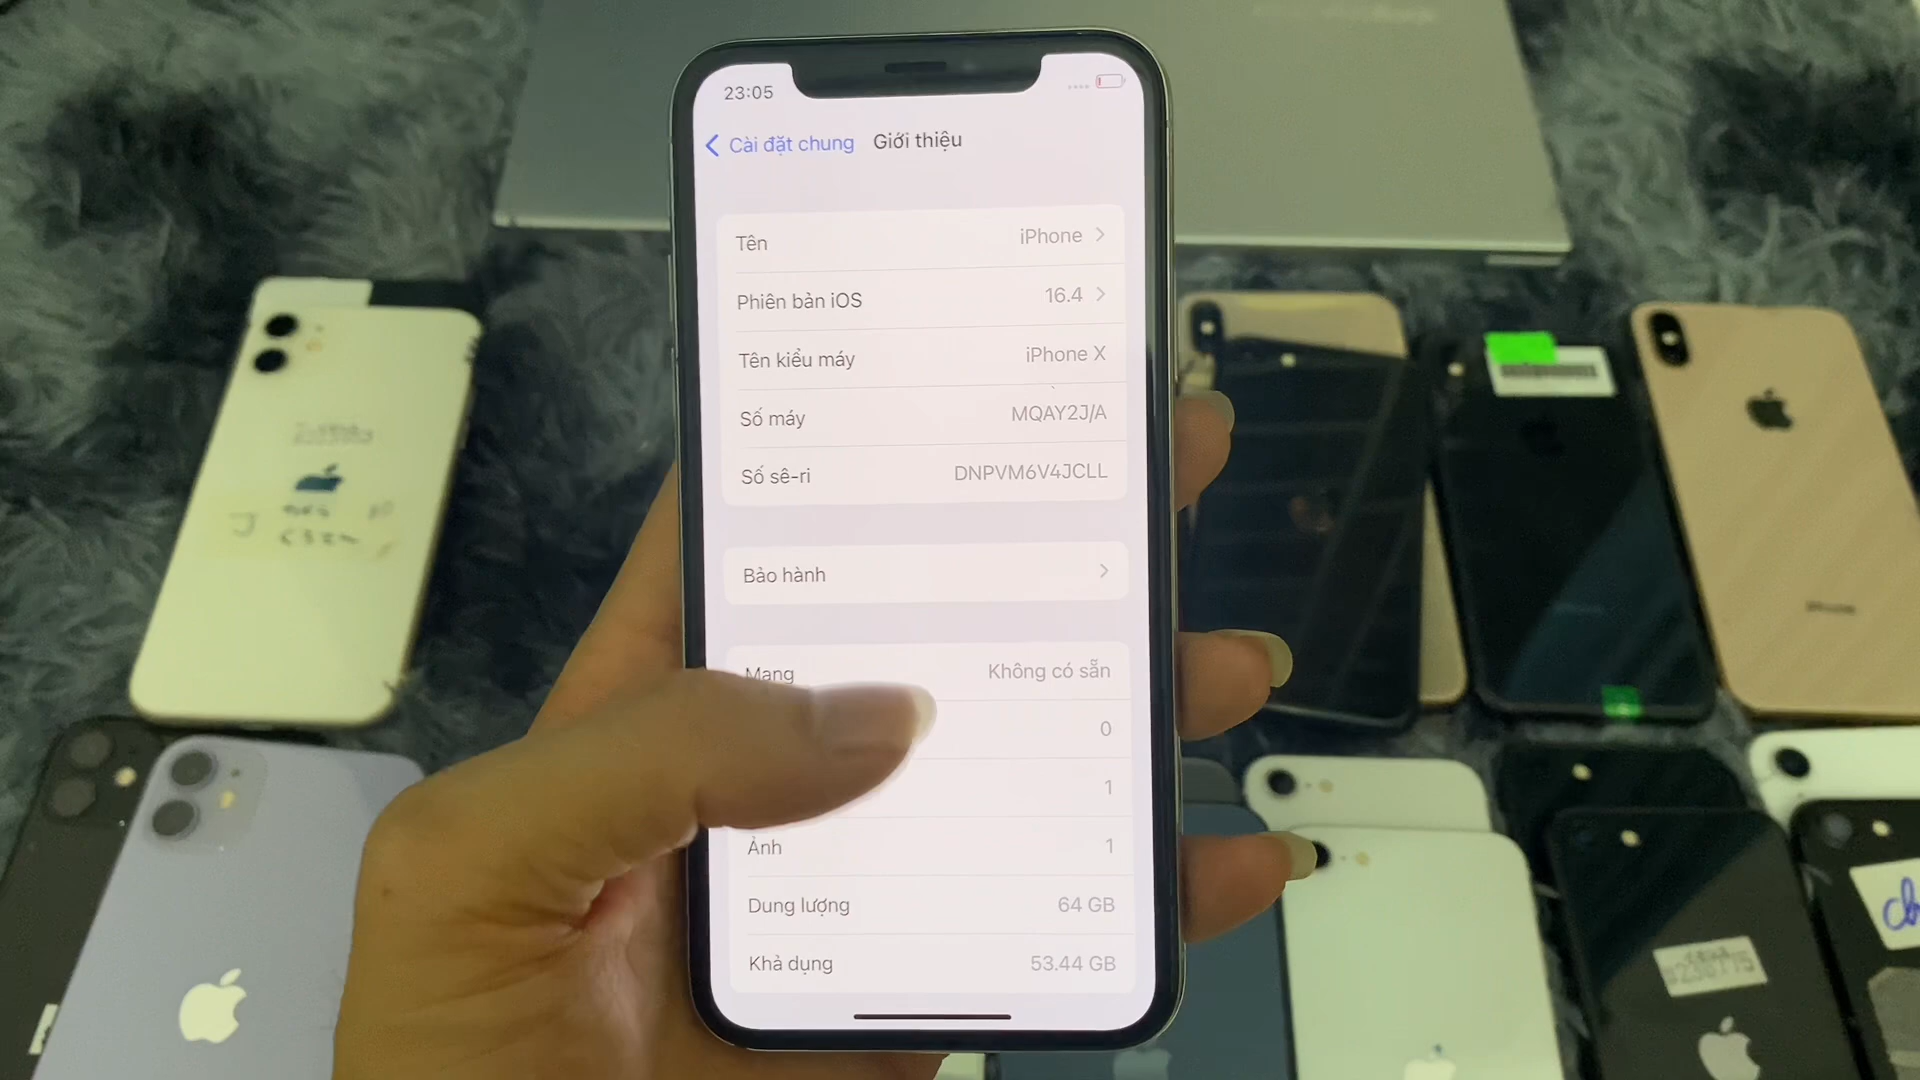 23:05
Cài đặt chung Giới thiệu
Tên iPhone
Phiên bản iOS 16.4
Tên kiểu máy iPhone X
Số máy MQAY2J/A
Số sê-ri DNPVM6V4JCLL
Bảo hành
Mạng Không có sẵn
0
1
Ảnh 1
Dung lượng 64 GB
Khả dụng 53.44 GB
iPhone